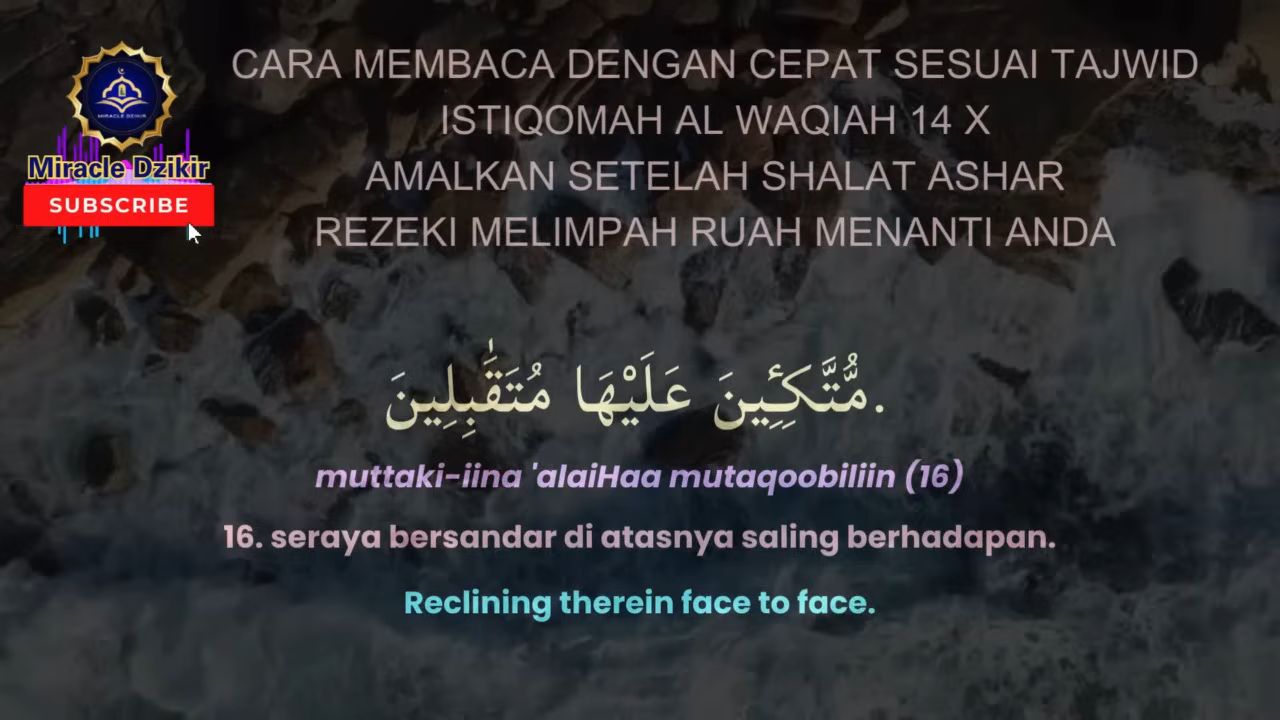 CARA MEMBACA DENGAN CEPAT SESUAI TAJWID
ISTIQOMAH AL WAQIAH 14 X
AMALKAN SETELAH SHALAT ASHAR
REZEKI MELIMPAH RUAH MENANTI ANDA
MIRACLE DZIKIR
Miracle Dzikir
SUBSCRIBE
مُّتَّكِـِٔينَ عَلَيْهَا مُتَقَٰبِلِينَ.
muttaki-iina 'alaiHaa mutaqoobiliin (16)
16. seraya bersandar di atasnya saling berhadapan.
Reclining therein face to face.